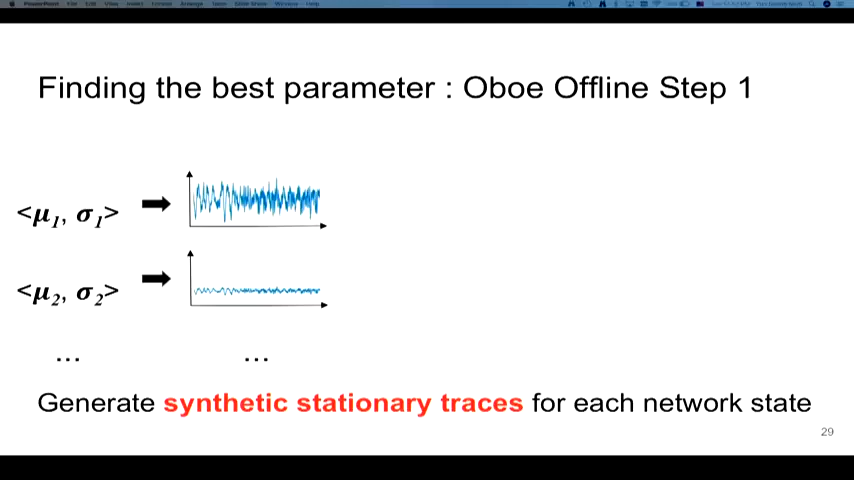 Finding the best parameter : Oboe Offline Step 1
<μ1, σ1>
<μ2, σ2>
... ...
Generate synthetic stationary traces for each network state
29